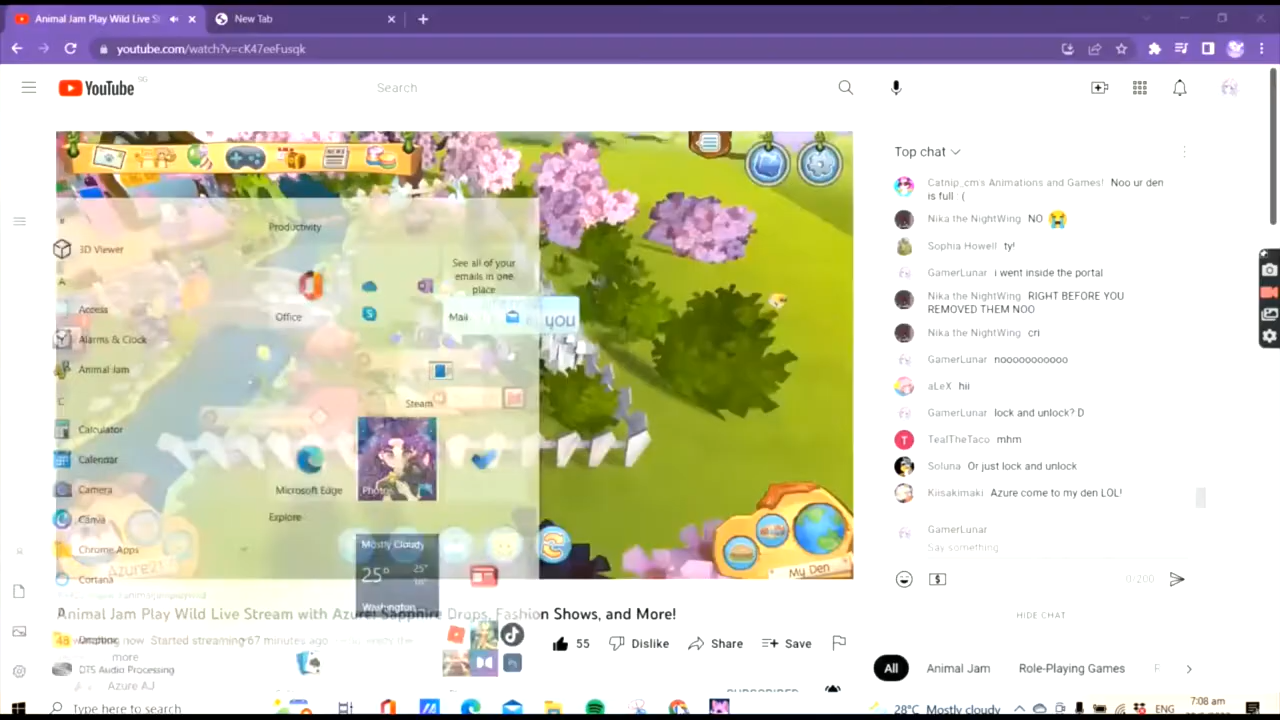 Animal Jam Play Wild Live S
New Tab
youtube.com/watch?v=cK47eeFusqk
YouTube
SG
Search
Top chat
Catnip_cm's Animations and Games! Noo ur den
is full (
Nika the NightWing NO
Sophia Howell ty!
GamerLunar i went inside the portal
Nika the NightWing RIGHT BEFORE YOU
REMOVED THEM NOO
Nika the NightWing cri
GamerLunar nooooooooooo
aLeX hii
GamerLunar lock and unlock? D
T
TealTheTaco mhm
Soluna Or just lock and unlock
Kiisakimaki Azure come to my den LOL!
GamerLunar
Say something
0/200
HIDE CHAT
NEWS
#
3D Viewer
A
Access
Alarms & Clock
Animal Jam
C
Calculator
Calendar
Camera
Canva
Chrome Apps
Cortana
Dropbox
DTS Audio Processing
Productivity
Office
See all of your
emails in one
place
Mail
you
Steam
Microsoft Edge
Photos
Explore
Mostly Cloudy
25°
25°
Washington,
My Den
Animal Jam Play Wild Live Stream with Azure! Sapphire Drops, Fashion Shows, and More!
watching now Started streaming 67 minutes ago
more
55
Dislike
Share
Save
Azure AJ
SUBSCRIBED
All
Animal Jam
Role-Playing Games
Type here to search
28°C Mostly cloudy
ENG
7:08 am